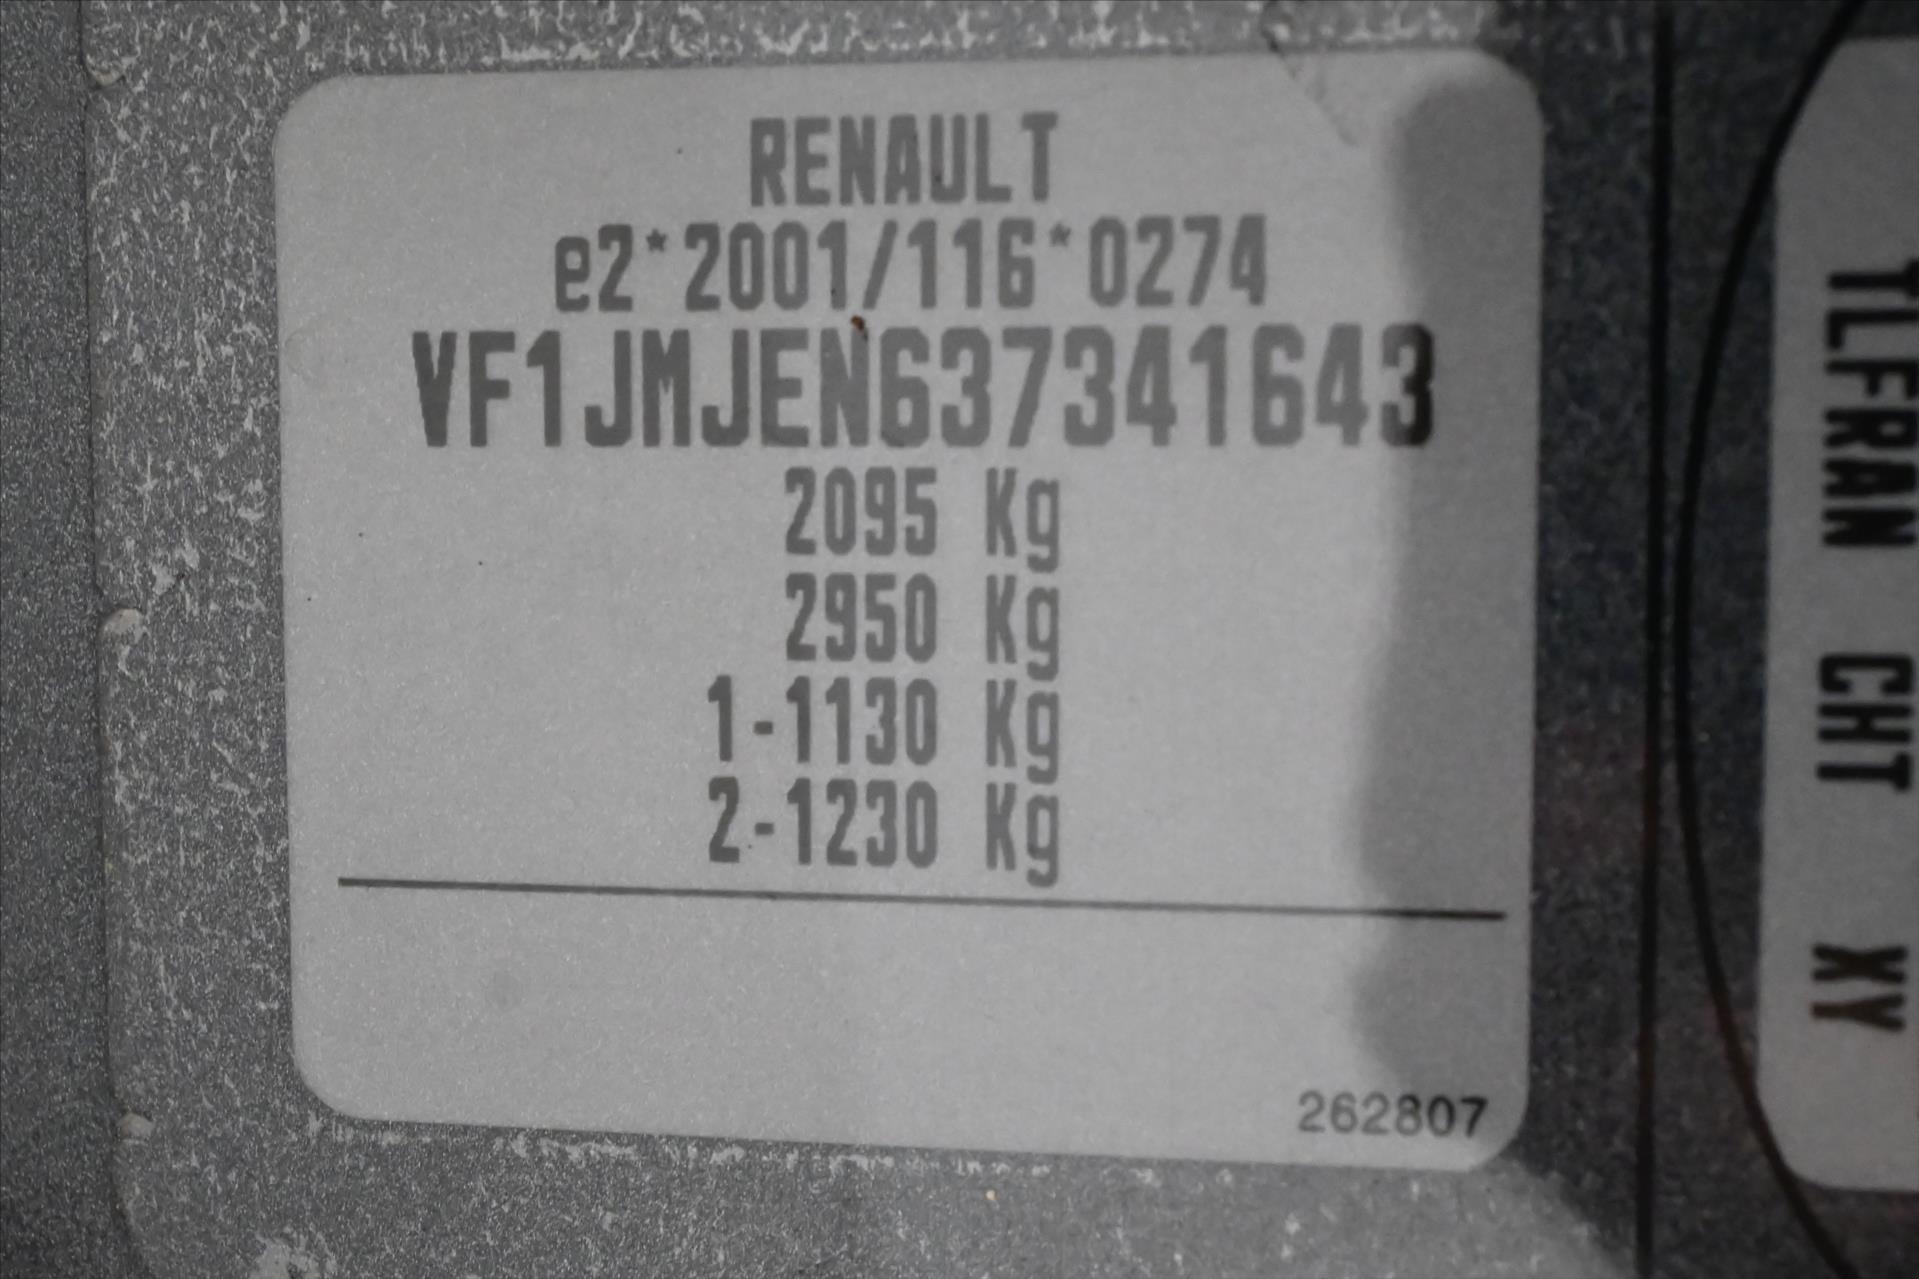 RENAULT
e2*2001/116*0274
VF1JMJEN637341643
2095 Kg
2950 Kg
1-1130 Kg
2-1230 Kg
262807
TLFRAN CHT XY